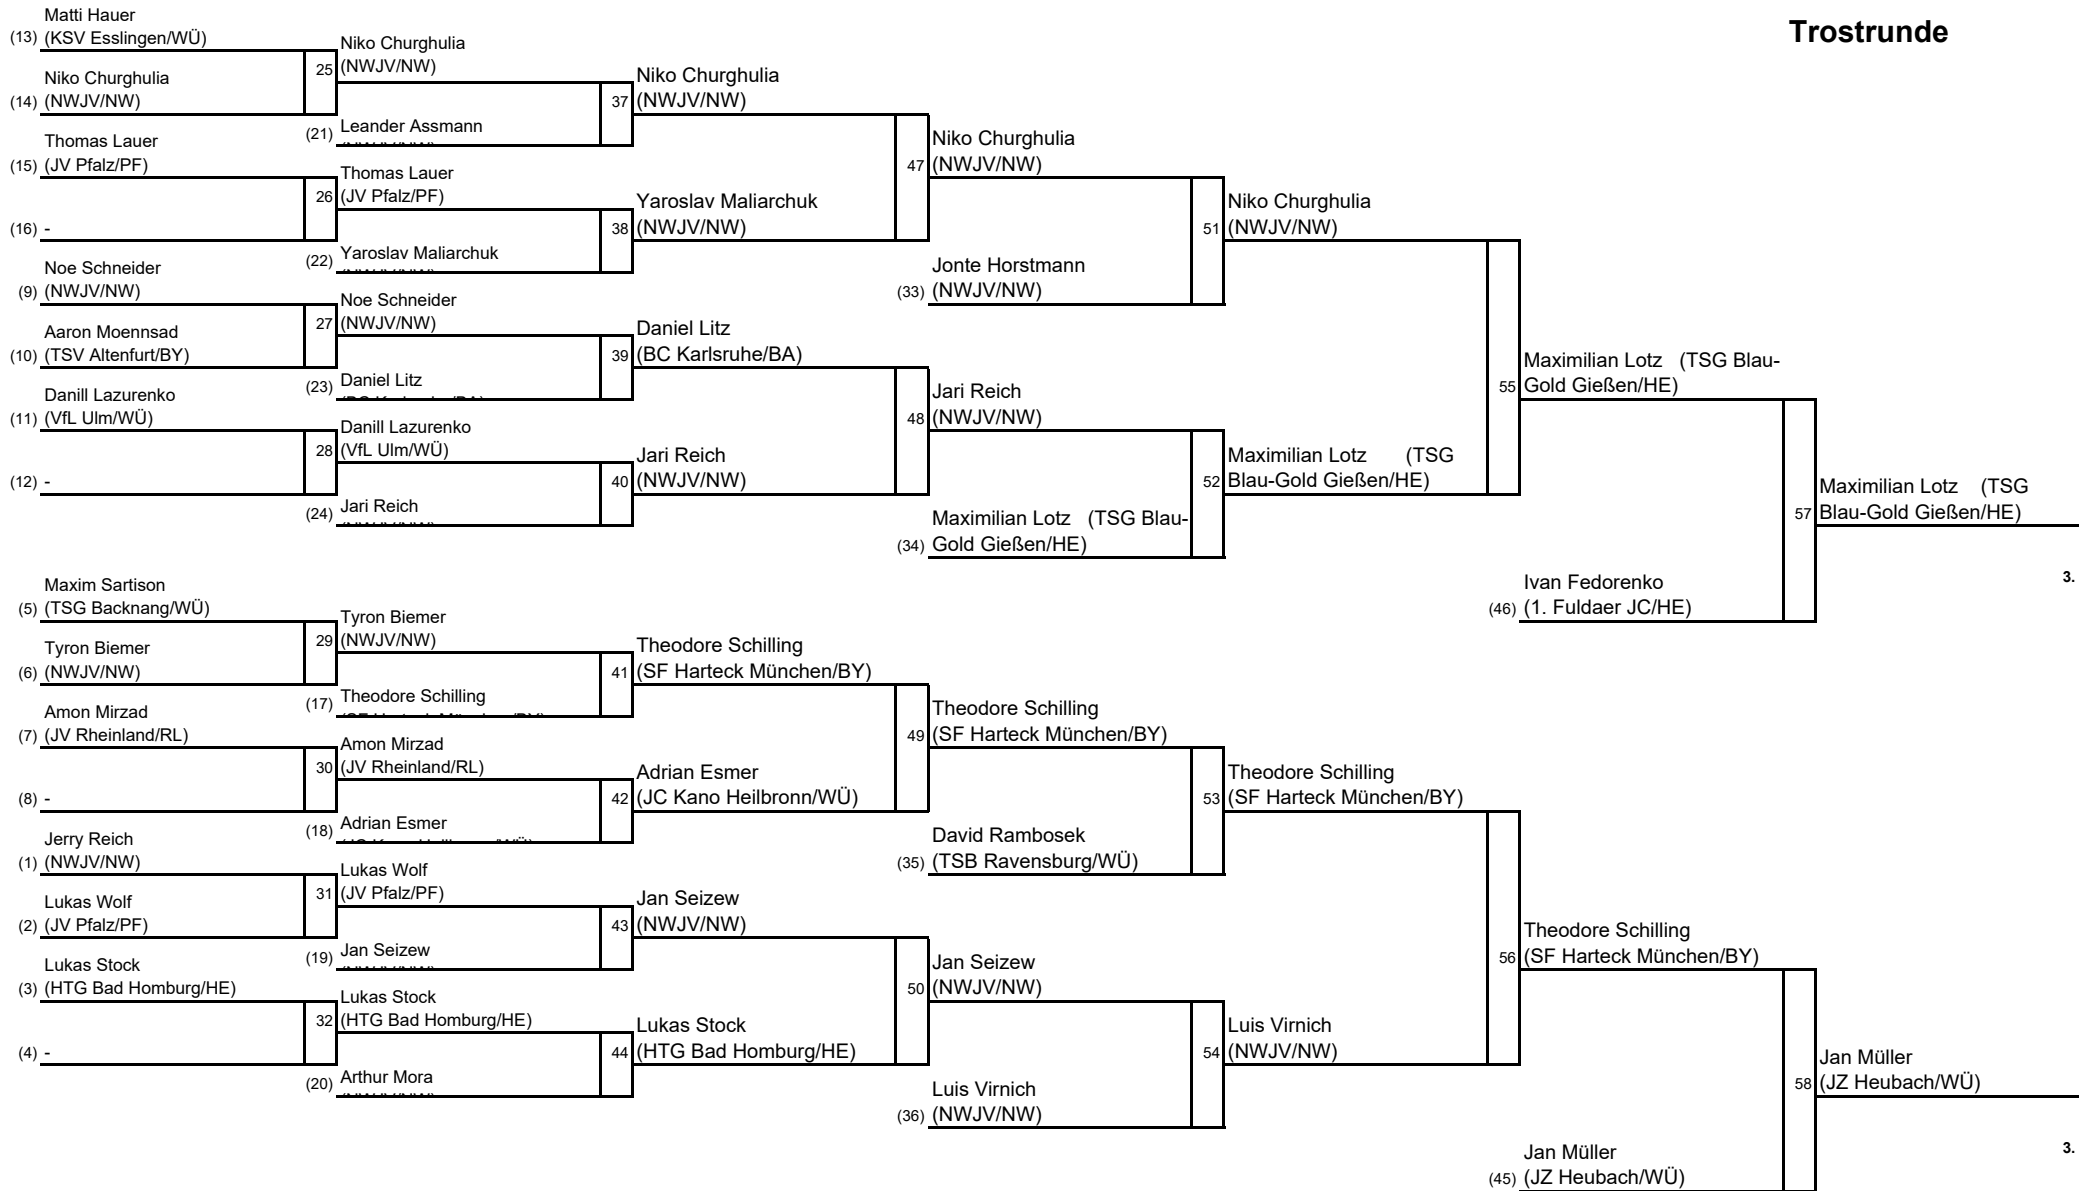 Trostrunde
Matti Hauer
(13) (KSV Esslingen/WÜ)
Niko Churghulia
(14) (NWJV/NW)
Thomas Lauer
(15) (JV Pfalz/PF)
(16) -
Noe Schneider
(9) (NWJV/NW)
Aaron Moennsad
(10) (TSV Altenfurt/BY)
Danill Lazurenko
(11) (VfL Ulm/WÜ)
(12) -
Maxim Sartison
(5) (TSG Backnang/WÜ)
Tyron Biemer
(6) (NWJV/NW)
Amon Mirzad
(7) (JV Rheinland/RL)
(8) -
Jerry Reich
(1) (NWJV/NW)
Lukas Wolf
(2) (JV Pfalz/PF)
Lukas Stock
(3) (HTG Bad Homburg/HE)
(4) -
Niko Churghulia
25 (NWJV/NW)
(21) Leander Assmann
Thomas Lauer
26 (JV Pfalz/PF)
(22) Yaroslav Maliarchuk
Noe Schneider
27 (NWJV/NW)
(23) Daniel Litz
Danill Lazurenko
28 (VfL Ulm/WÜ)
(24) Jari Reich
Tyron Biemer
29 (NWJV/NW)
(17) Theodore Schilling
Amon Mirzad
30 (JV Rheinland/RL)
(18) Adrian Esmer
Lukas Wolf
31 (JV Pfalz/PF)
(19) Jan Seizew
Lukas Stock
32 (HTG Bad Homburg/HE)
(20) Arthur Mora
Niko Churghulia
37 (NWJV/NW)
Yaroslav Maliarchuk
38 (NWJV/NW)
Daniel Litz
39 (BC Karlsruhe/BA)
Jari Reich
40 (NWJV/NW)
Theodore Schilling
41 (SF Harteck München/BY)
Adrian Esmer
42 (JC Kano Heilbronn/WÜ)
Jan Seizew
43 (NWJV/NW)
Lukas Stock
44 (HTG Bad Homburg/HE)
Niko Churghulia
47 (NWJV/NW)
Jonte Horstmann
(33) (NWJV/NW)
Jari Reich
48 (NWJV/NW)
Maximilian Lotz (TSG Blau-
(34) Gold Gießen/HE)
Theodore Schilling
49 (SF Harteck München/BY)
David Rambosek
(35) (TSB Ravensburg/WÜ)
Jan Seizew
50 (NWJV/NW)
Luis Virnich
(36) (NWJV/NW)
Niko Churghulia
51 (NWJV/NW)
Maximilian Lotz (TSG
52 Blau-Gold Gießen/HE)
Theodore Schilling
53 (SF Harteck München/BY)
Luis Virnich
54 (NWJV/NW)
Maximilian Lotz (TSG Blau-
55 Gold Gießen/HE)
Ivan Fedorenko
(46) (1. Fuldaer JC/HE)
Theodore Schilling
56 (SF Harteck München/BY)
Jan Müller
(45) (JZ Heubach/WÜ)
Maximilian Lotz (TSG
57 Blau-Gold Gießen/HE)
3.
Jan Müller
58 (JZ Heubach/WÜ)
3.